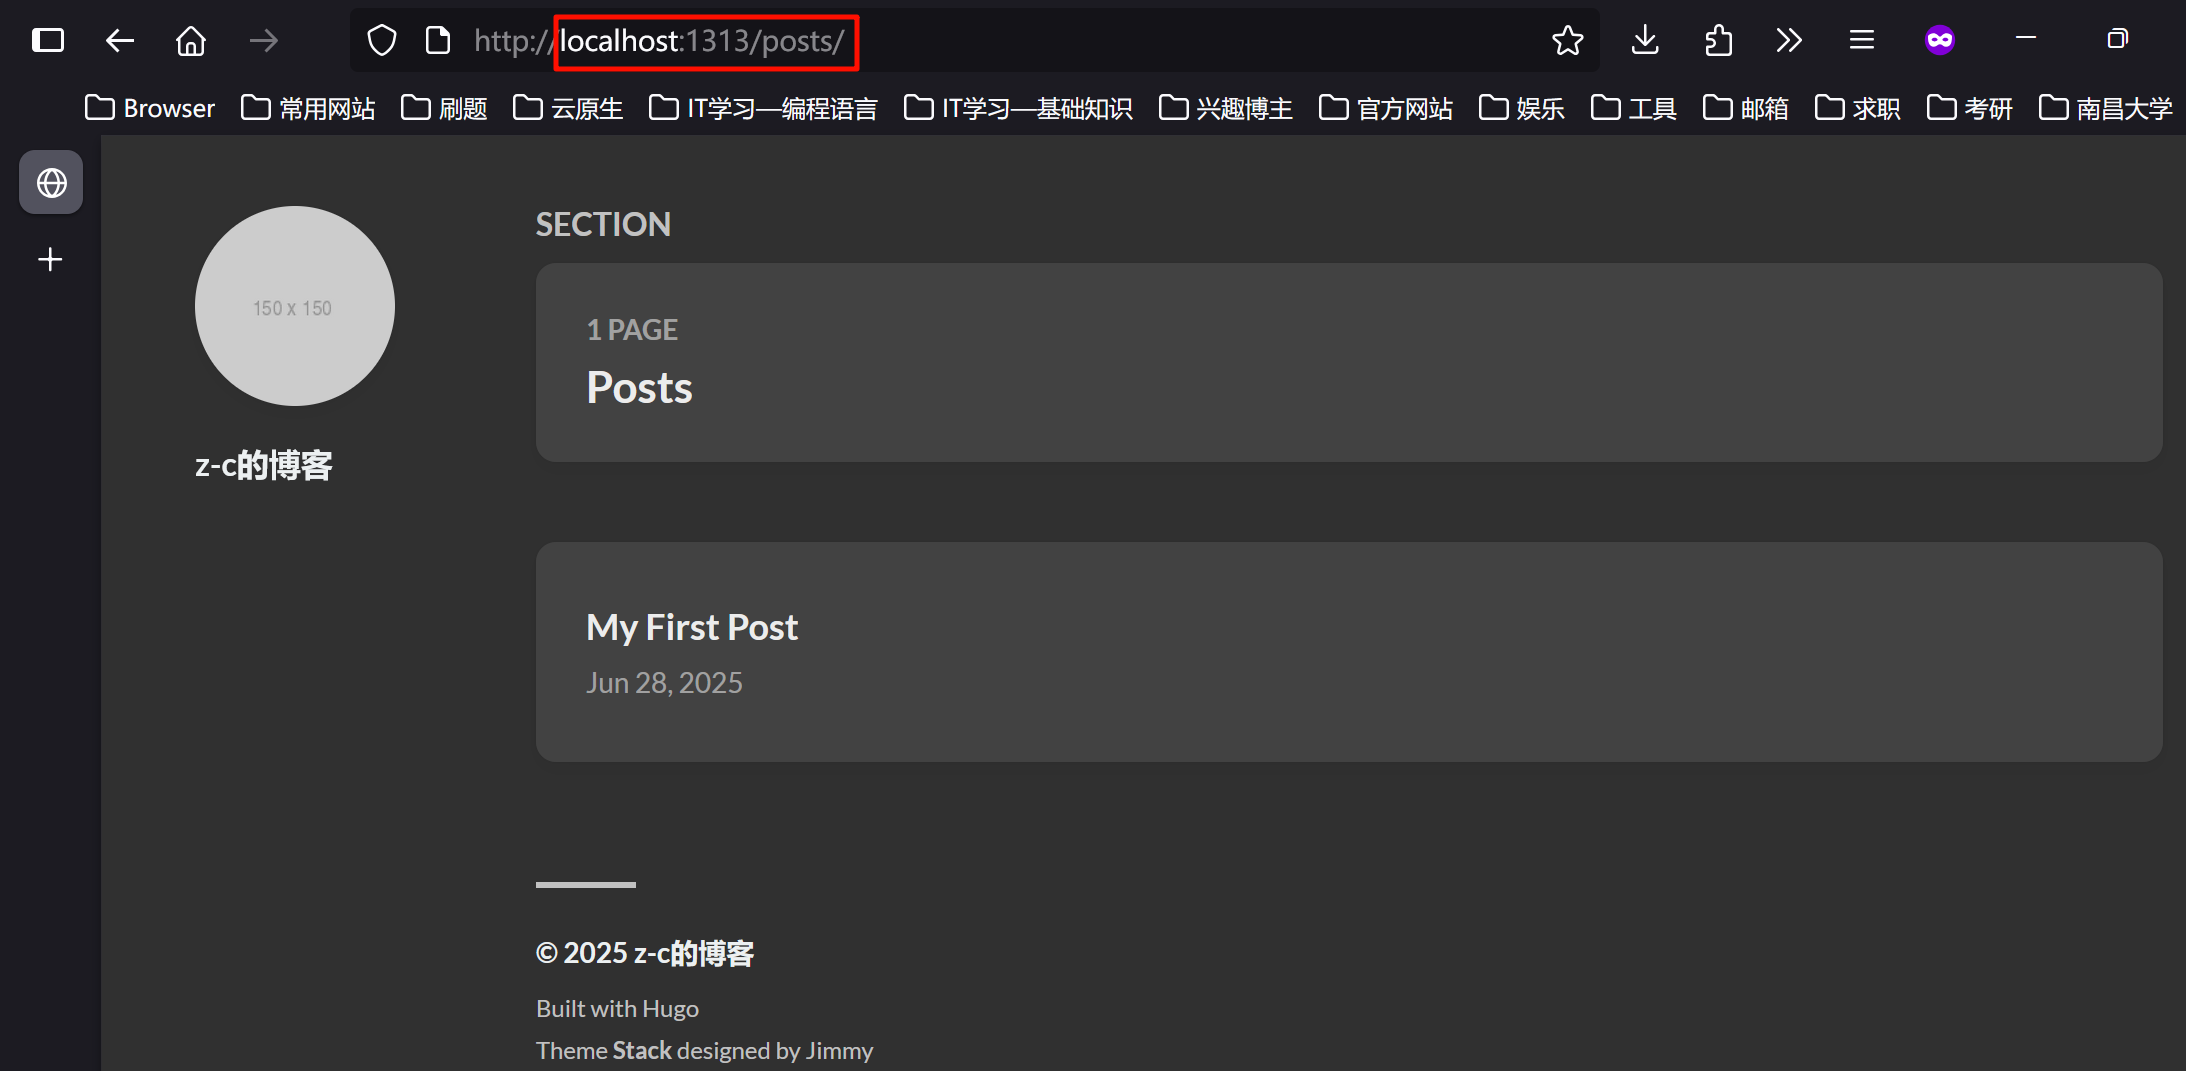 http://localhost:1313/posts/
Browser 常用网站 刷题 云原生 IT学习—编程语言 IT学习—基础知识 兴趣博主 官方网站 娱乐 工具 邮箱 求职 考研 南昌大学
150 x 150
z-c的博客
SECTION
1 PAGE
Posts
My First Post
Jun 28, 2025
© 2025 z-c的博客
Built with Hugo
Theme Stack designed by Jimmy